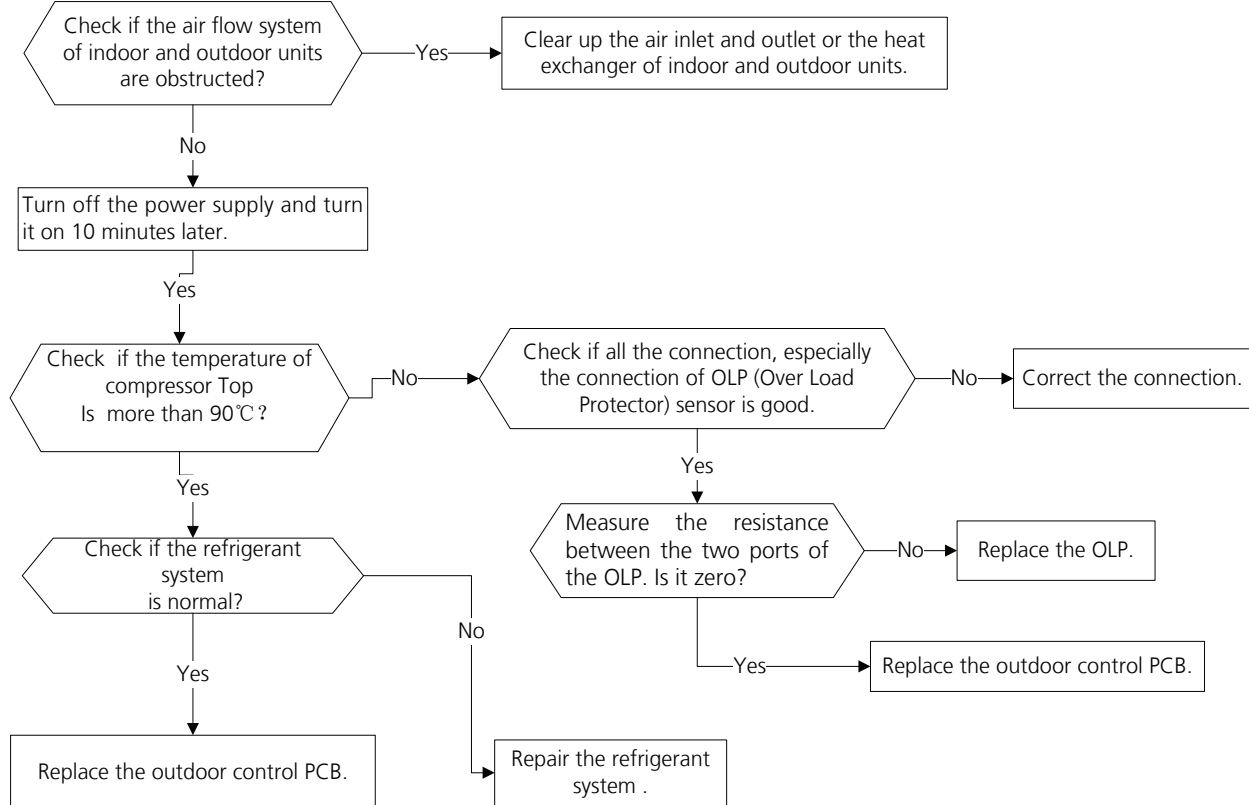 Check if the air flow system
of indoor and outdoor units
are obstructed?
Yes
Clear up the air inlet and outlet or the heat
exchanger of indoor and outdoor units.
No
Turn off the power supply and turn
it on 10 minutes later.
Yes
Check if the temperature of
compressor Top
Is more than 90℃?
No
Check if all the connection, especially
the connection of OLP (Over Load
Protector) sensor is good.
No
Correct the connection.
Yes
Yes
Measure the resistance
between the two ports of
the OLP. Is it zero?
No
Replace the OLP.
Check if the refrigerant
system
is normal?
No
Yes
Yes
Replace the outdoor control PCB.
Replace the outdoor control PCB.
Repair the refrigerant
system .